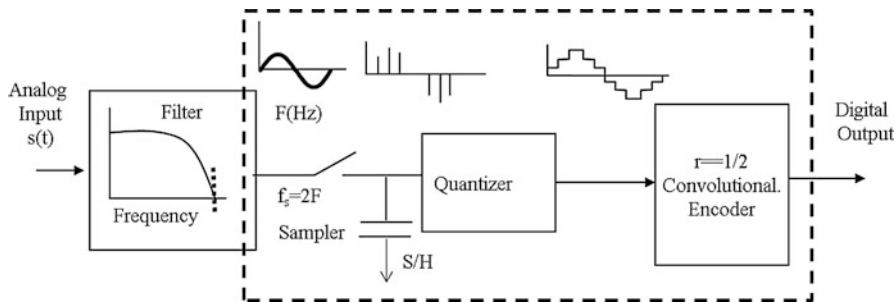 Analog
Input
s(t)
Filter
Frequency
F(Hz)
fs=2F
Sampler
S/H
Quantizer
r==1/2
Convolutional.
Encoder
Digital
Output